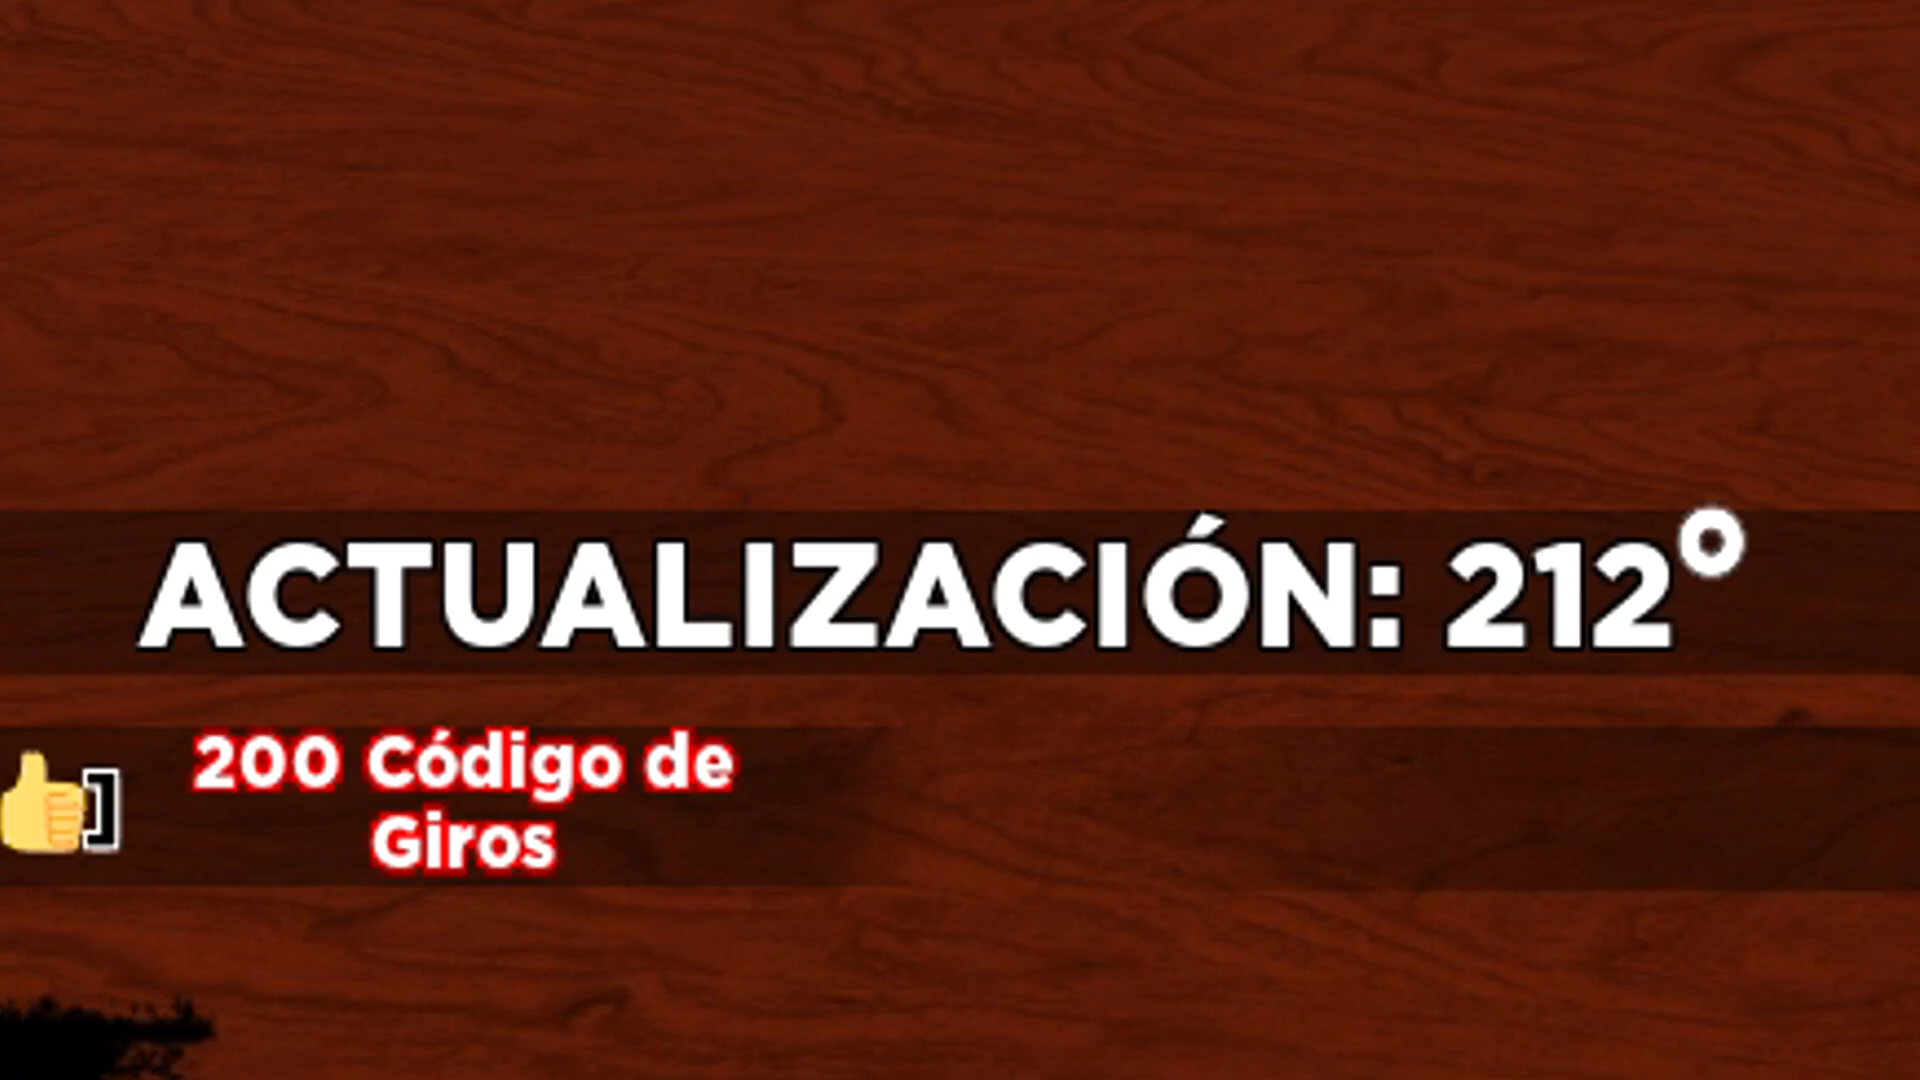 ACTUALIZACIÓN: 212°
👍]
200 Código de
Giros